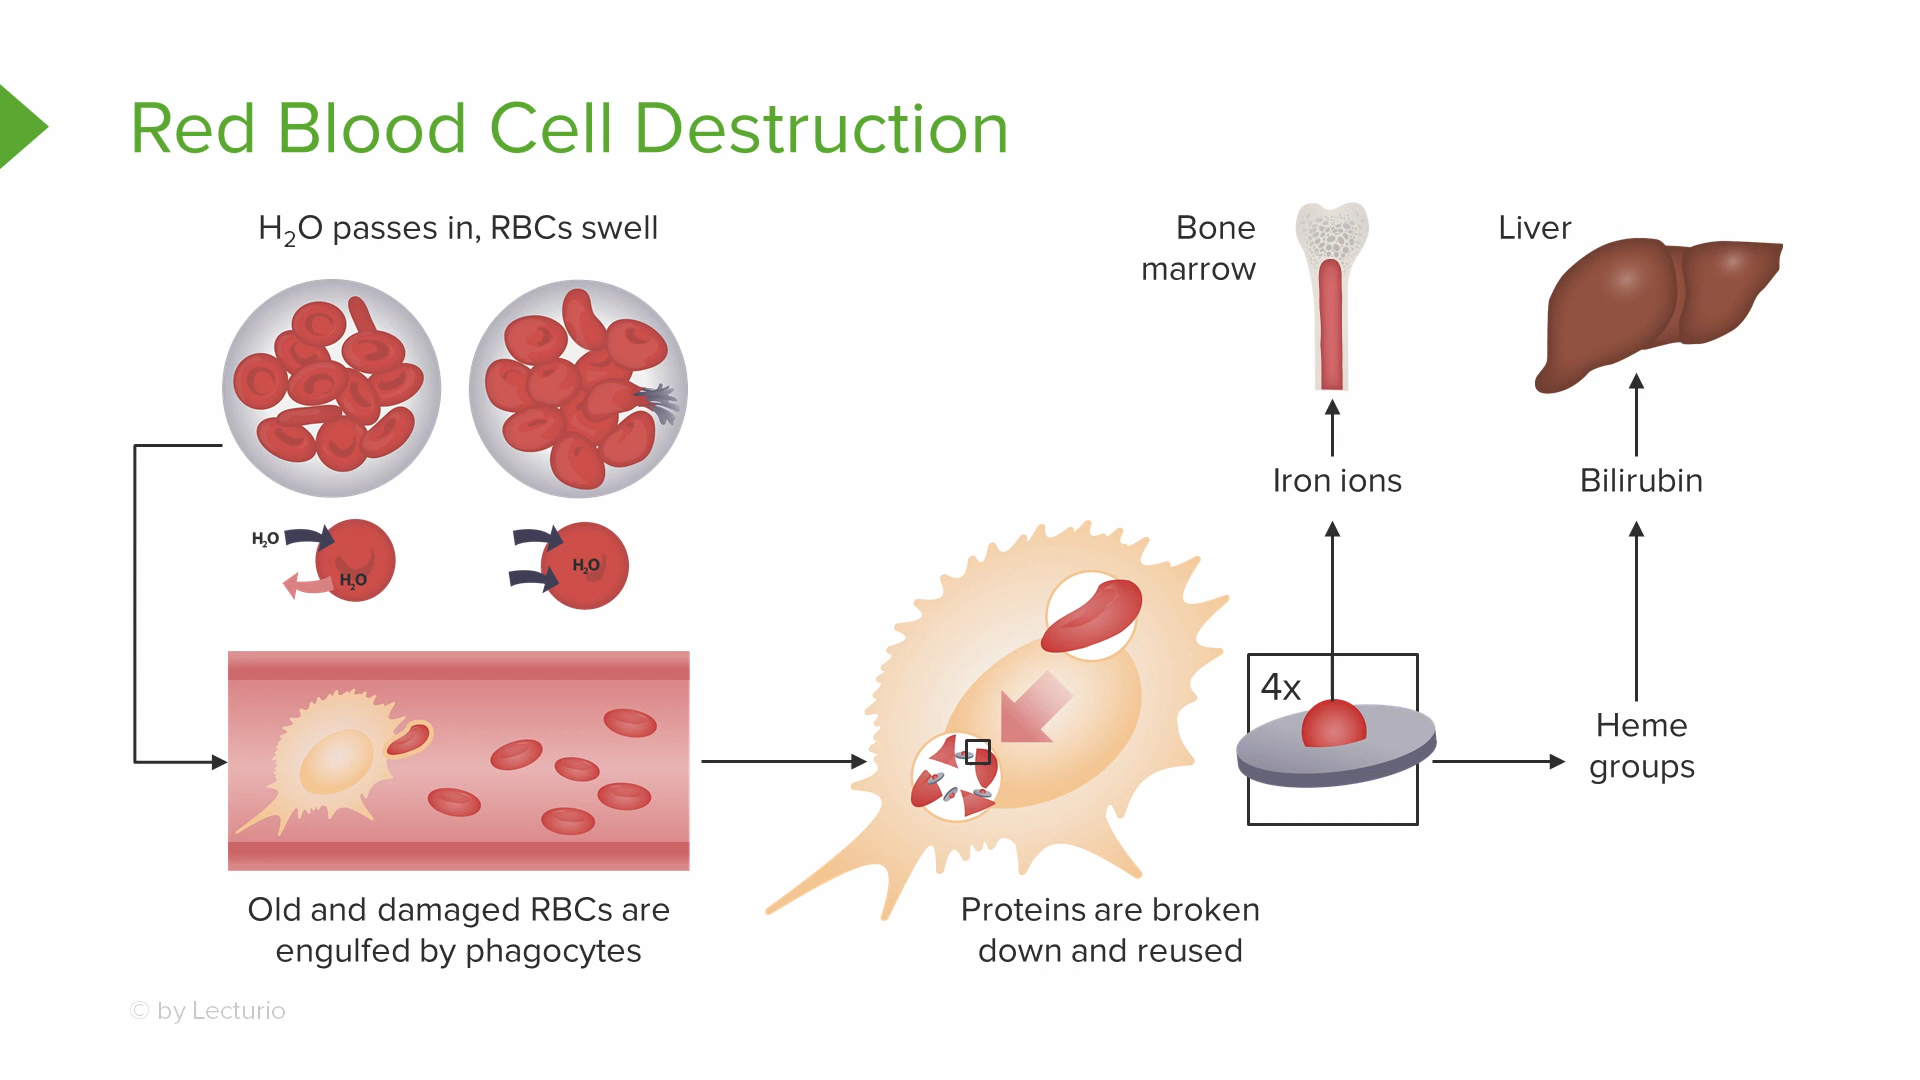 Red Blood Cell Destruction
H₂O passes in, RBCs swell
H₂O
H₂O
H₂O
Old and damaged RBCs are
engulfed by phagocytes
Proteins are broken
down and reused
Bone
marrow
Iron ions
4x
Liver
Bilirubin
Heme
groups
© by Lecturio